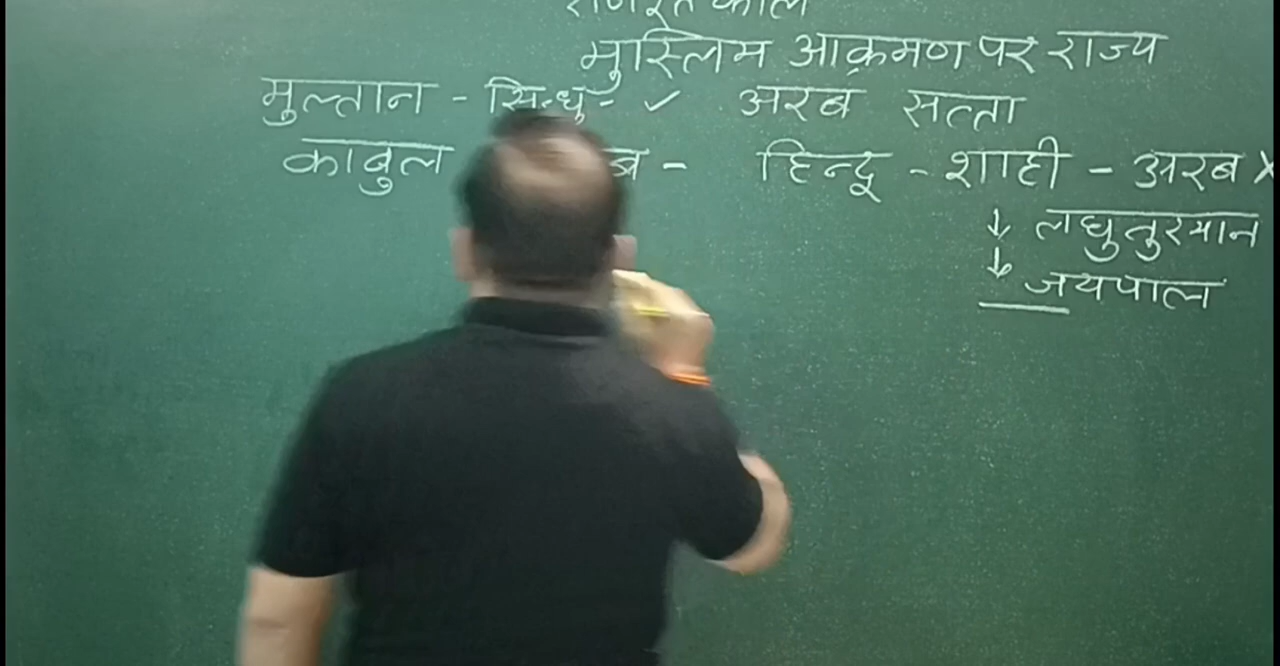 मुस्लिम आक्रमण पर राज्य
मुल्तान - सिन्धु - ✓ अरब सत्ता
काबुल - हिन्दू - शाही - अरब X
↓ लघुतुरमान
↓ जयपाल